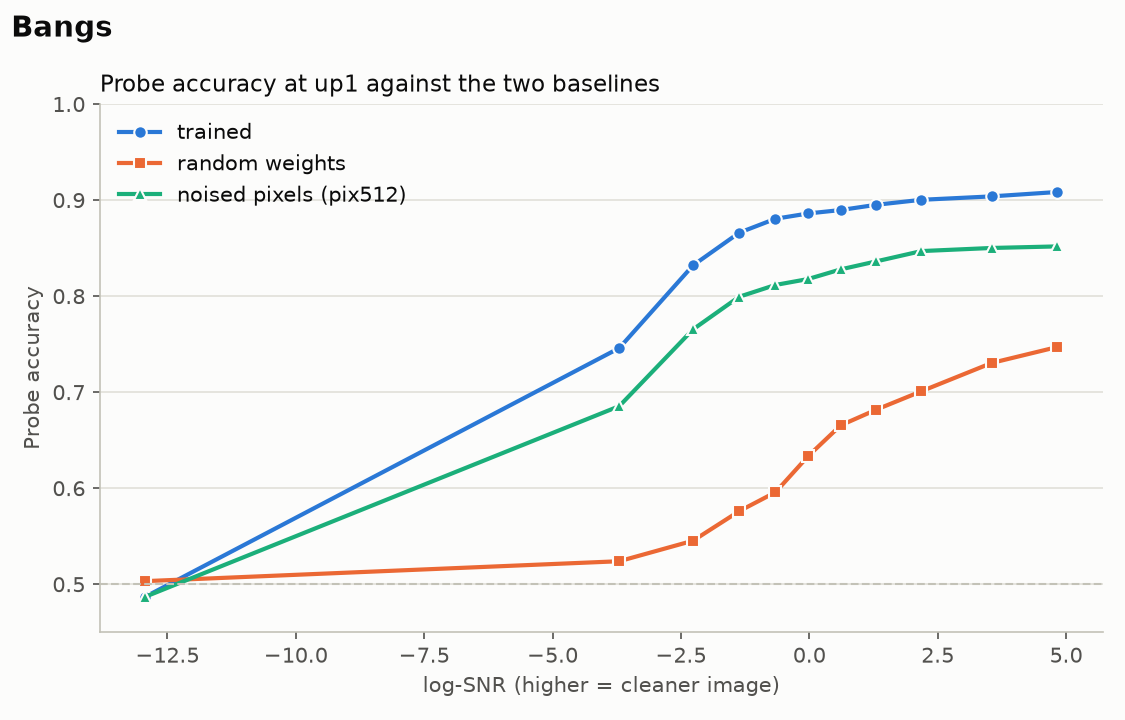 Bangs
Probe accuracy at up1 against the two baselines
trained
random weights
noised pixels (pix512)
Probe accuracy
1.0
0.9
0.8
0.7
0.6
0.5
−12.5 −10.0 −7.5 −5.0 −2.5 0.0 2.5 5.0
log-SNR (higher = cleaner image)